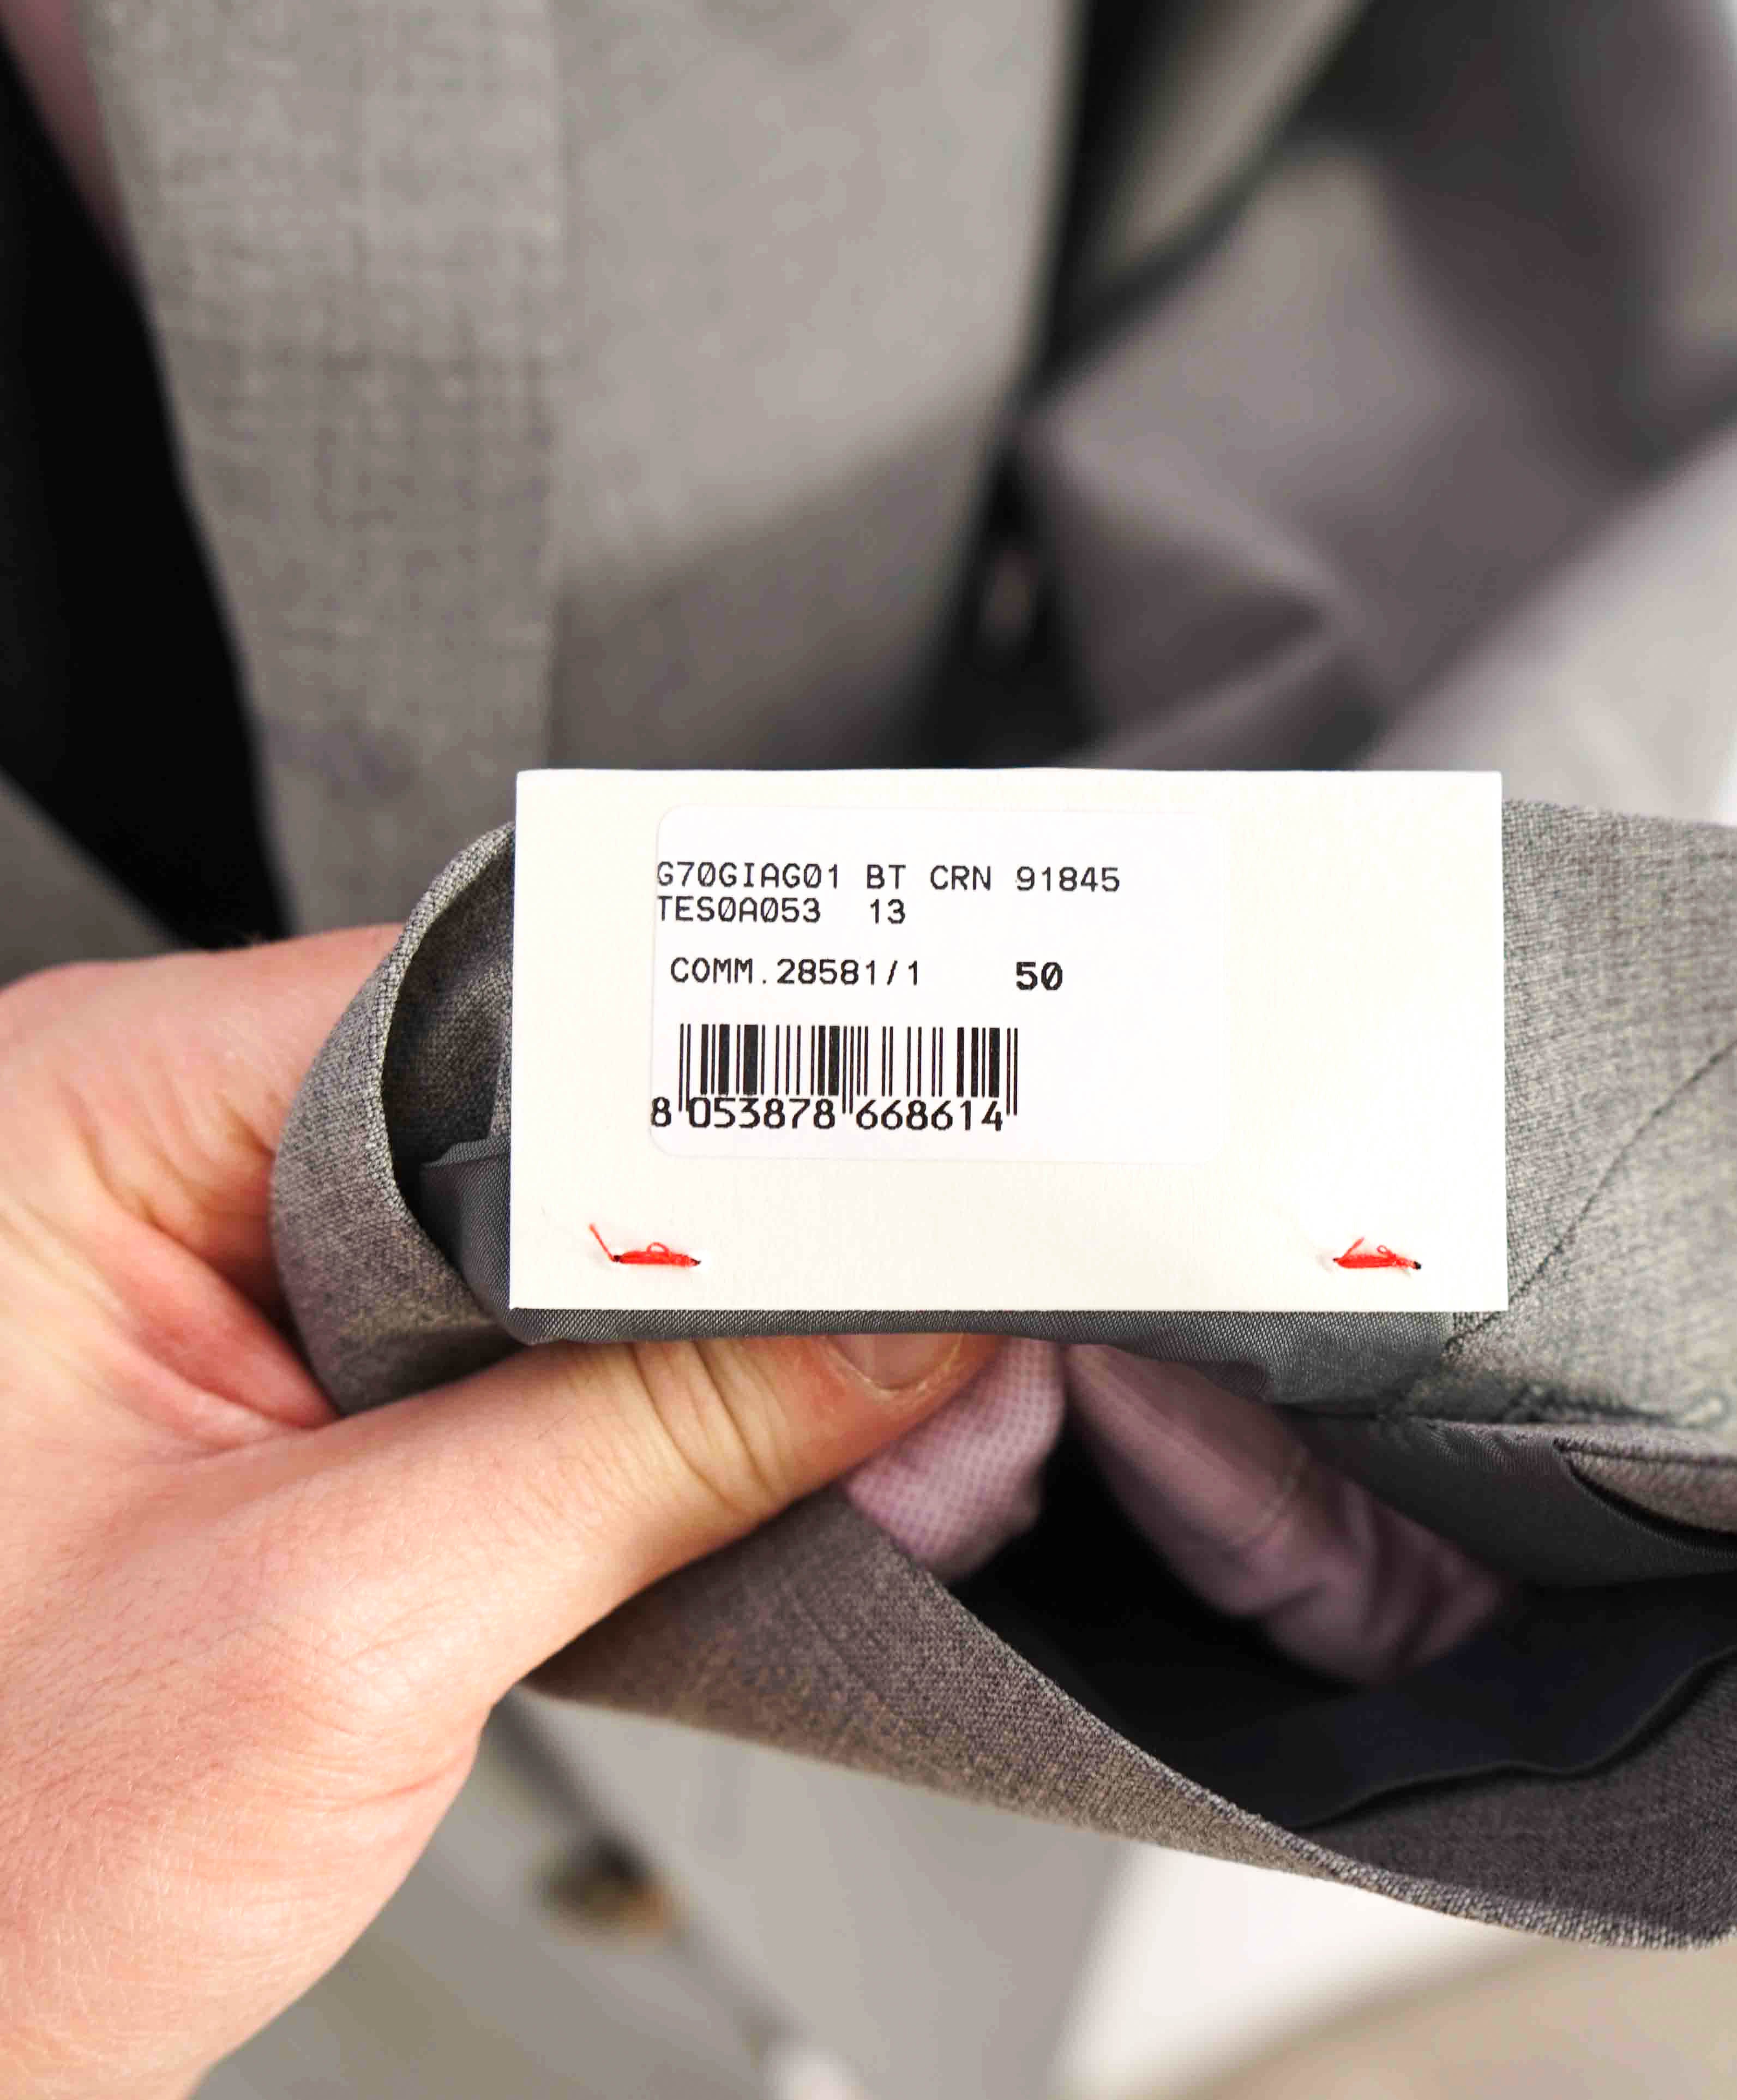 G70GIAG01 BT CRN 91845
TES0A053 13
COMM.28581/1 50
8 053878 668614